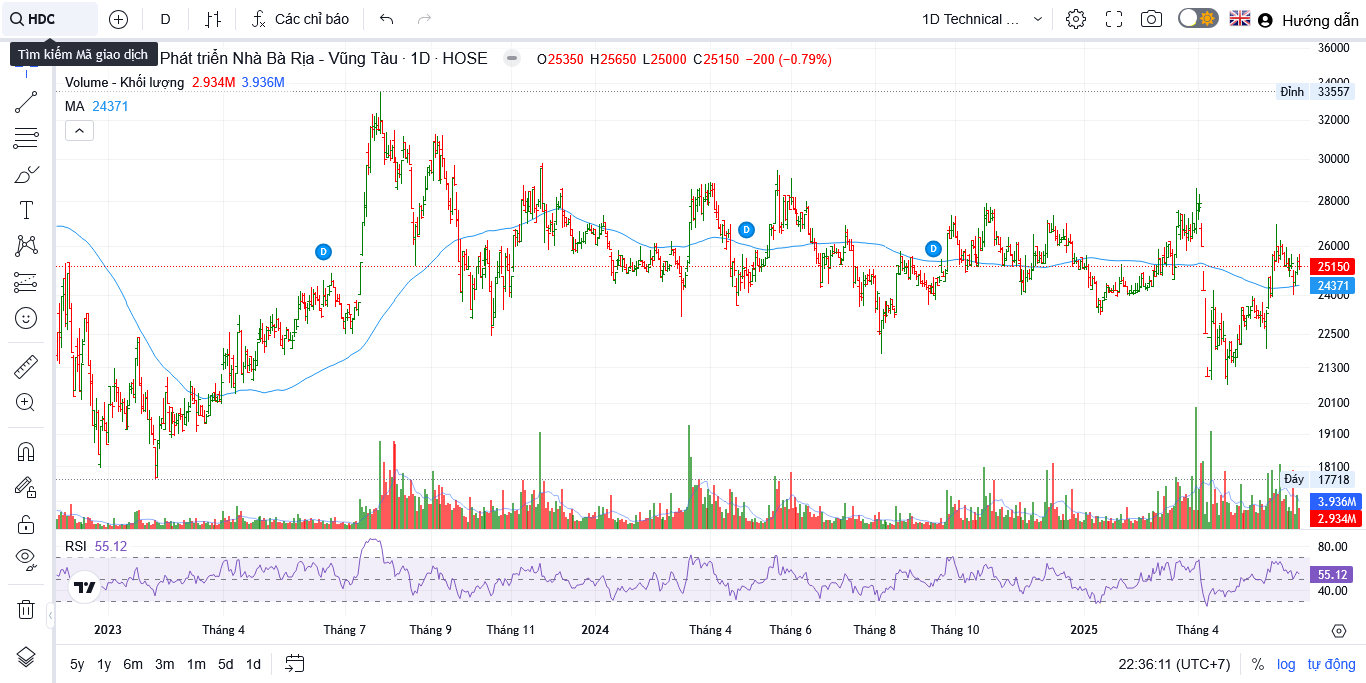 HDC D Các chỉ báo 1D Technical ... Hướng dẫn
Tìm kiếm Mã giao dịch
Phát triển Nhà Bà Rịa - Vũng Tàu · 1D · HOSE O25350 H25650 L25000 C25150 −200 (−0.79%)
Volume - Khối lượng 2.934M 3.936M
MA 24371
36000
34000
Đỉnh 33557
32000
30000
28000
26000
25150
24371
24000
22500
21300
20100
19100
18100
Đáy 17718
3.936M
2.934M
D
D
D
RSI 55.12
80.00
55.12
40.00
2023 Tháng 4 Tháng 7 Tháng 9 Tháng 11 2024 Tháng 4 Tháng 6 Tháng 8 Tháng 10 2025 Tháng 4
5y 1y 6m 3m 1m 5d 1d 22:36:11 (UTC+7) % log tự động